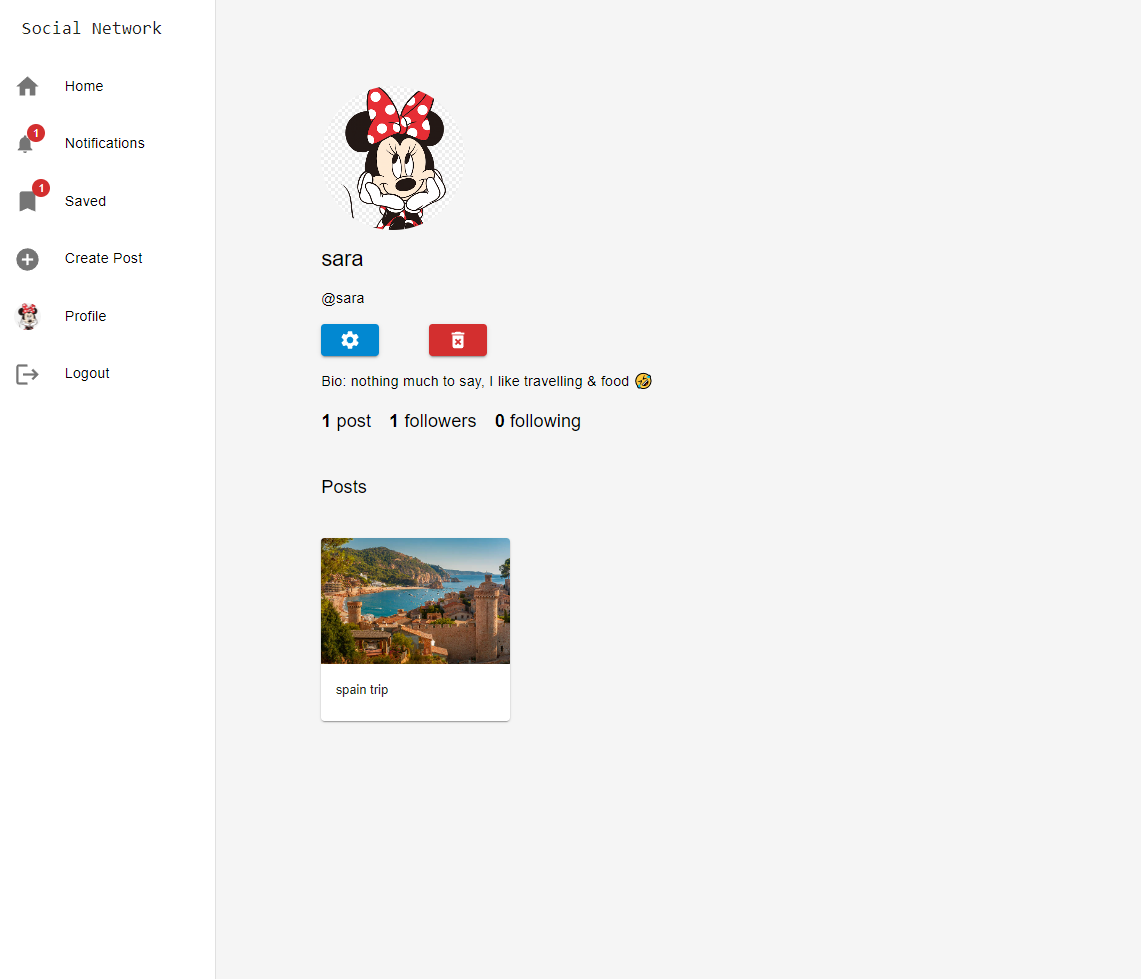 Social Network
Home
1
Notifications
1
Saved
Create Post
Profile
Logout
sara
@sara
Bio: nothing much to say, I like travelling & food 🤣
1 post 1 followers 0 following
Posts
spain trip